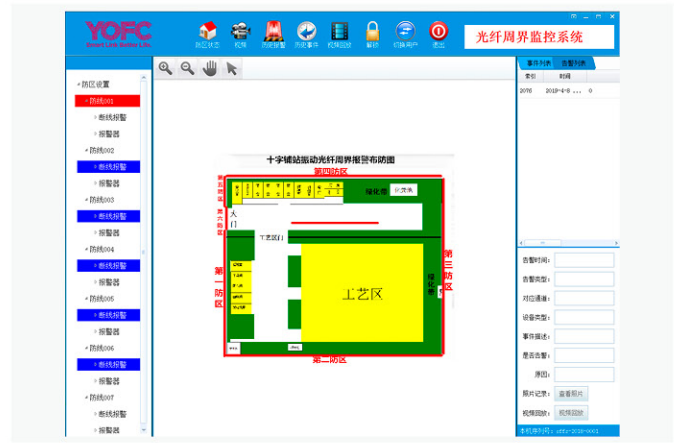 YOFC
防区状态
视频
历史报警
历史事件
视频回放
解锁
切换用户
退出
光纤周界监控系统
防区设置
防线001
断线报警
报警器
防线002
断线报警
报警器
防线003
断线报警
报警器
防线004
断线报警
报警器
防线005
断线报警
报警器
防线006
断线报警
报警器
防线007
断线报警
报警器
十字铺站振动光纤周界报警布防图
第四防区
第五防区
第六防区
绿化带
大门
工艺区门
第一防区
工艺区
绿化带
第三防区
第二防区
事件列表
告警列表
索引
时间
2078
2018-4-8 ...
0
告警时间:
告警类型:
对应通道:
设备类型:
事件描述:
是否告警:
原因:
照片记录:
查看照片
视频回放:
视频回放